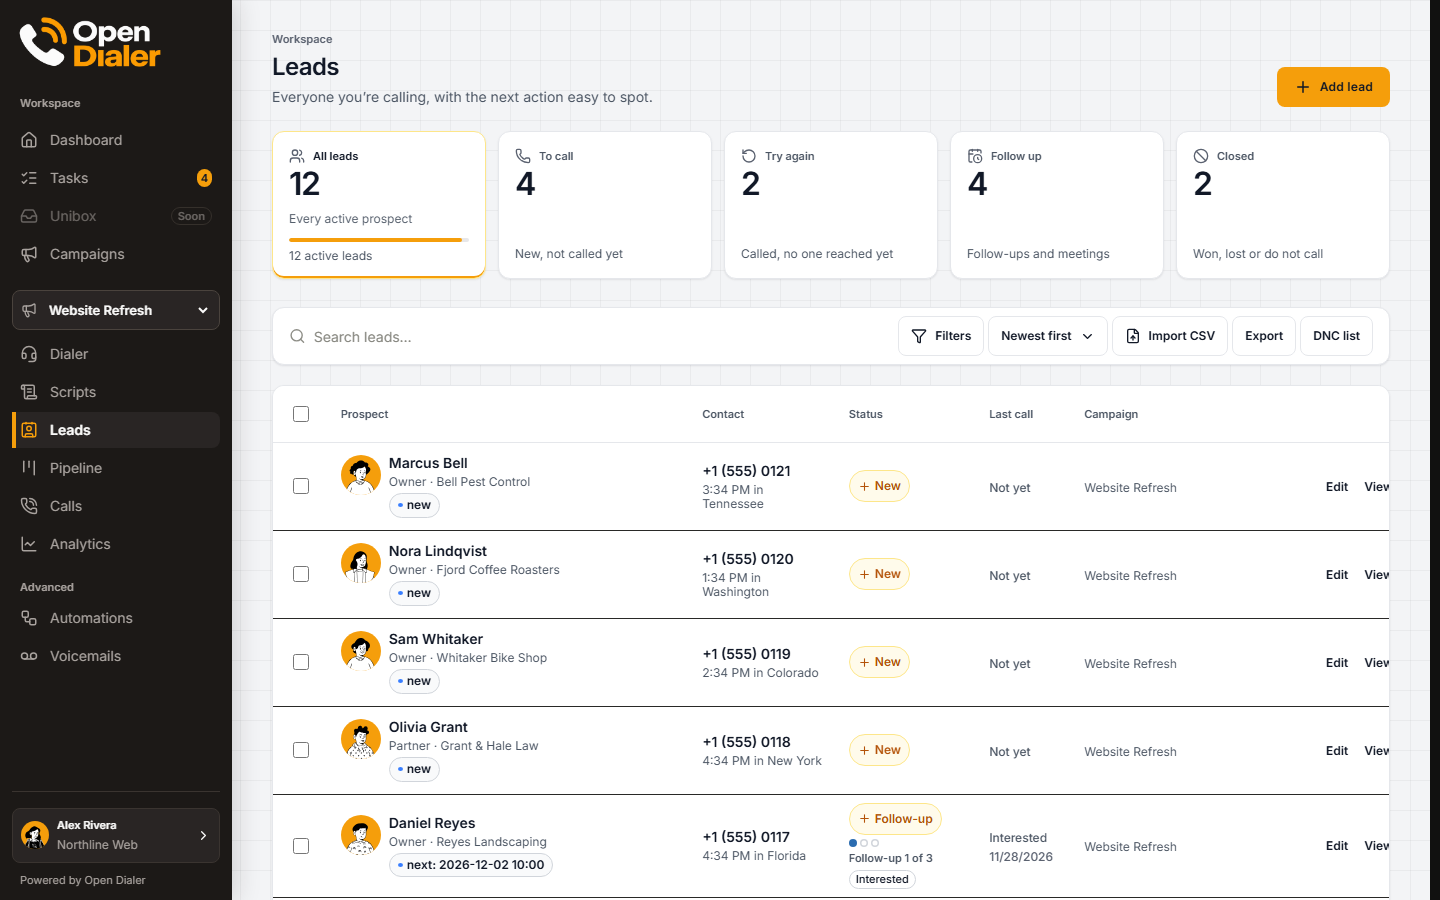 Open
Dialer
Workspace
Dashboard
Tasks
4
Unibox
Soon
Campaigns
Website Refresh
Dialer
Scripts
Leads
Pipeline
Calls
Analytics
Advanced
Automations
Voicemails
Alex Rivera
Northline Web
Powered by Open Dialer
Workspace
Leads
Everyone you're calling, with the next action easy to spot.
Add lead
All leads
12
Every active prospect
12 active leads
To call
4
New, not called yet
Try again
2
Called, no one reached yet
Follow up
4
Follow-ups and meetings
Closed
2
Won, lost or do not call
Search leads...
Filters
Newest first
Import CSV
Export
DNC list
Prospect Contact Status Last call Campaign
Marcus Bell
Owner · Bell Pest Control
new
+1 (555) 0121
3:34 PM in
Tennessee
+ New
Not yet
Website Refresh
Edit View
Nora Lindqvist
Owner · Fjord Coffee Roasters
new
+1 (555) 0120
1:34 PM in
Washington
+ New
Not yet
Website Refresh
Edit View
Sam Whitaker
Owner · Whitaker Bike Shop
new
+1 (555) 0119
2:34 PM in Colorado
+ New
Not yet
Website Refresh
Edit View
Olivia Grant
Partner · Grant & Hale Law
new
+1 (555) 0118
4:34 PM in New York
+ New
Not yet
Website Refresh
Edit View
Daniel Reyes
Owner · Reyes Landscaping
next: 2026-12-02 10:00
+1 (555) 0117
4:34 PM in Florida
+ Follow-up
Follow-up 1 of 3
Interested
Interested
11/28/2026
Website Refresh
Edit View